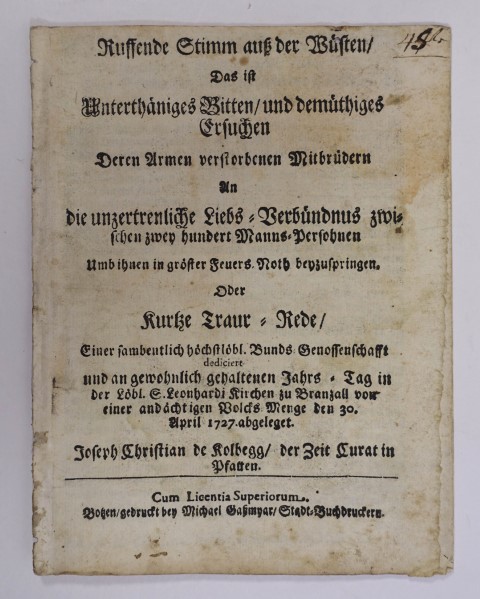 Ruffende Stimm auß der Wüsten/
Das ist
Unterthäniges Bitten/ und demüthiges
Ersuchen
Deren Armen verstorbenen Mitbrüdern
An
die unzertrenliche Liebs-Verbündnus zwi-
schen zwey hundert Manns-Persohnen
Umb ihnen in gröster Feuers-Noth beyzuspringen.
Oder
Kurtze Traur-Rede/
Einer sambentlich höchstlöbl. Bunds Genossenschafft
dediciert
und an gewohnlich gehaltenen Jahrs-Tag in
der Löbl. S. Leonhardi Kirchen zu Branzall vor
einer andächtigen Volcks Menge den 30.
April 1727. abgeleget.
Joseph Christian de Kolbegg/ der Zeit Curat in
Pfatten.
Cum Licentia Superiorum.
Botzen/ gedruckt bey Michael Gaßmyar/ Stadt-Buchdruckern.